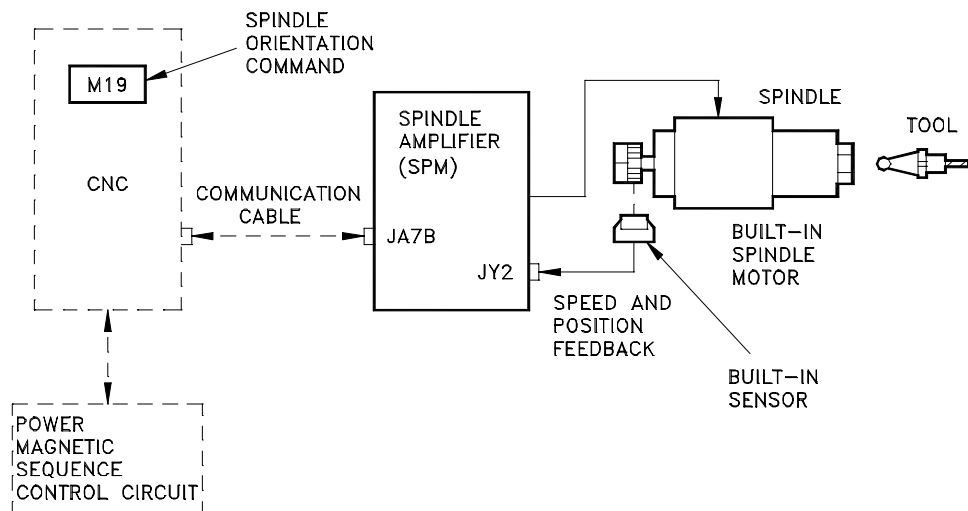 SPINDLE
ORIENTATION
COMMAND
M19
CNC
COMMUNICATION
CABLE
SPINDLE
AMPLIFIER
(SPM)
JA7B
JY2
SPINDLE
TOOL
BUILT-IN
SPINDLE
MOTOR
SPEED AND
POSITION
FEEDBACK
BUILT-IN
SENSOR
POWER
MAGNETIC
SEQUENCE
CONTROL CIRCUIT